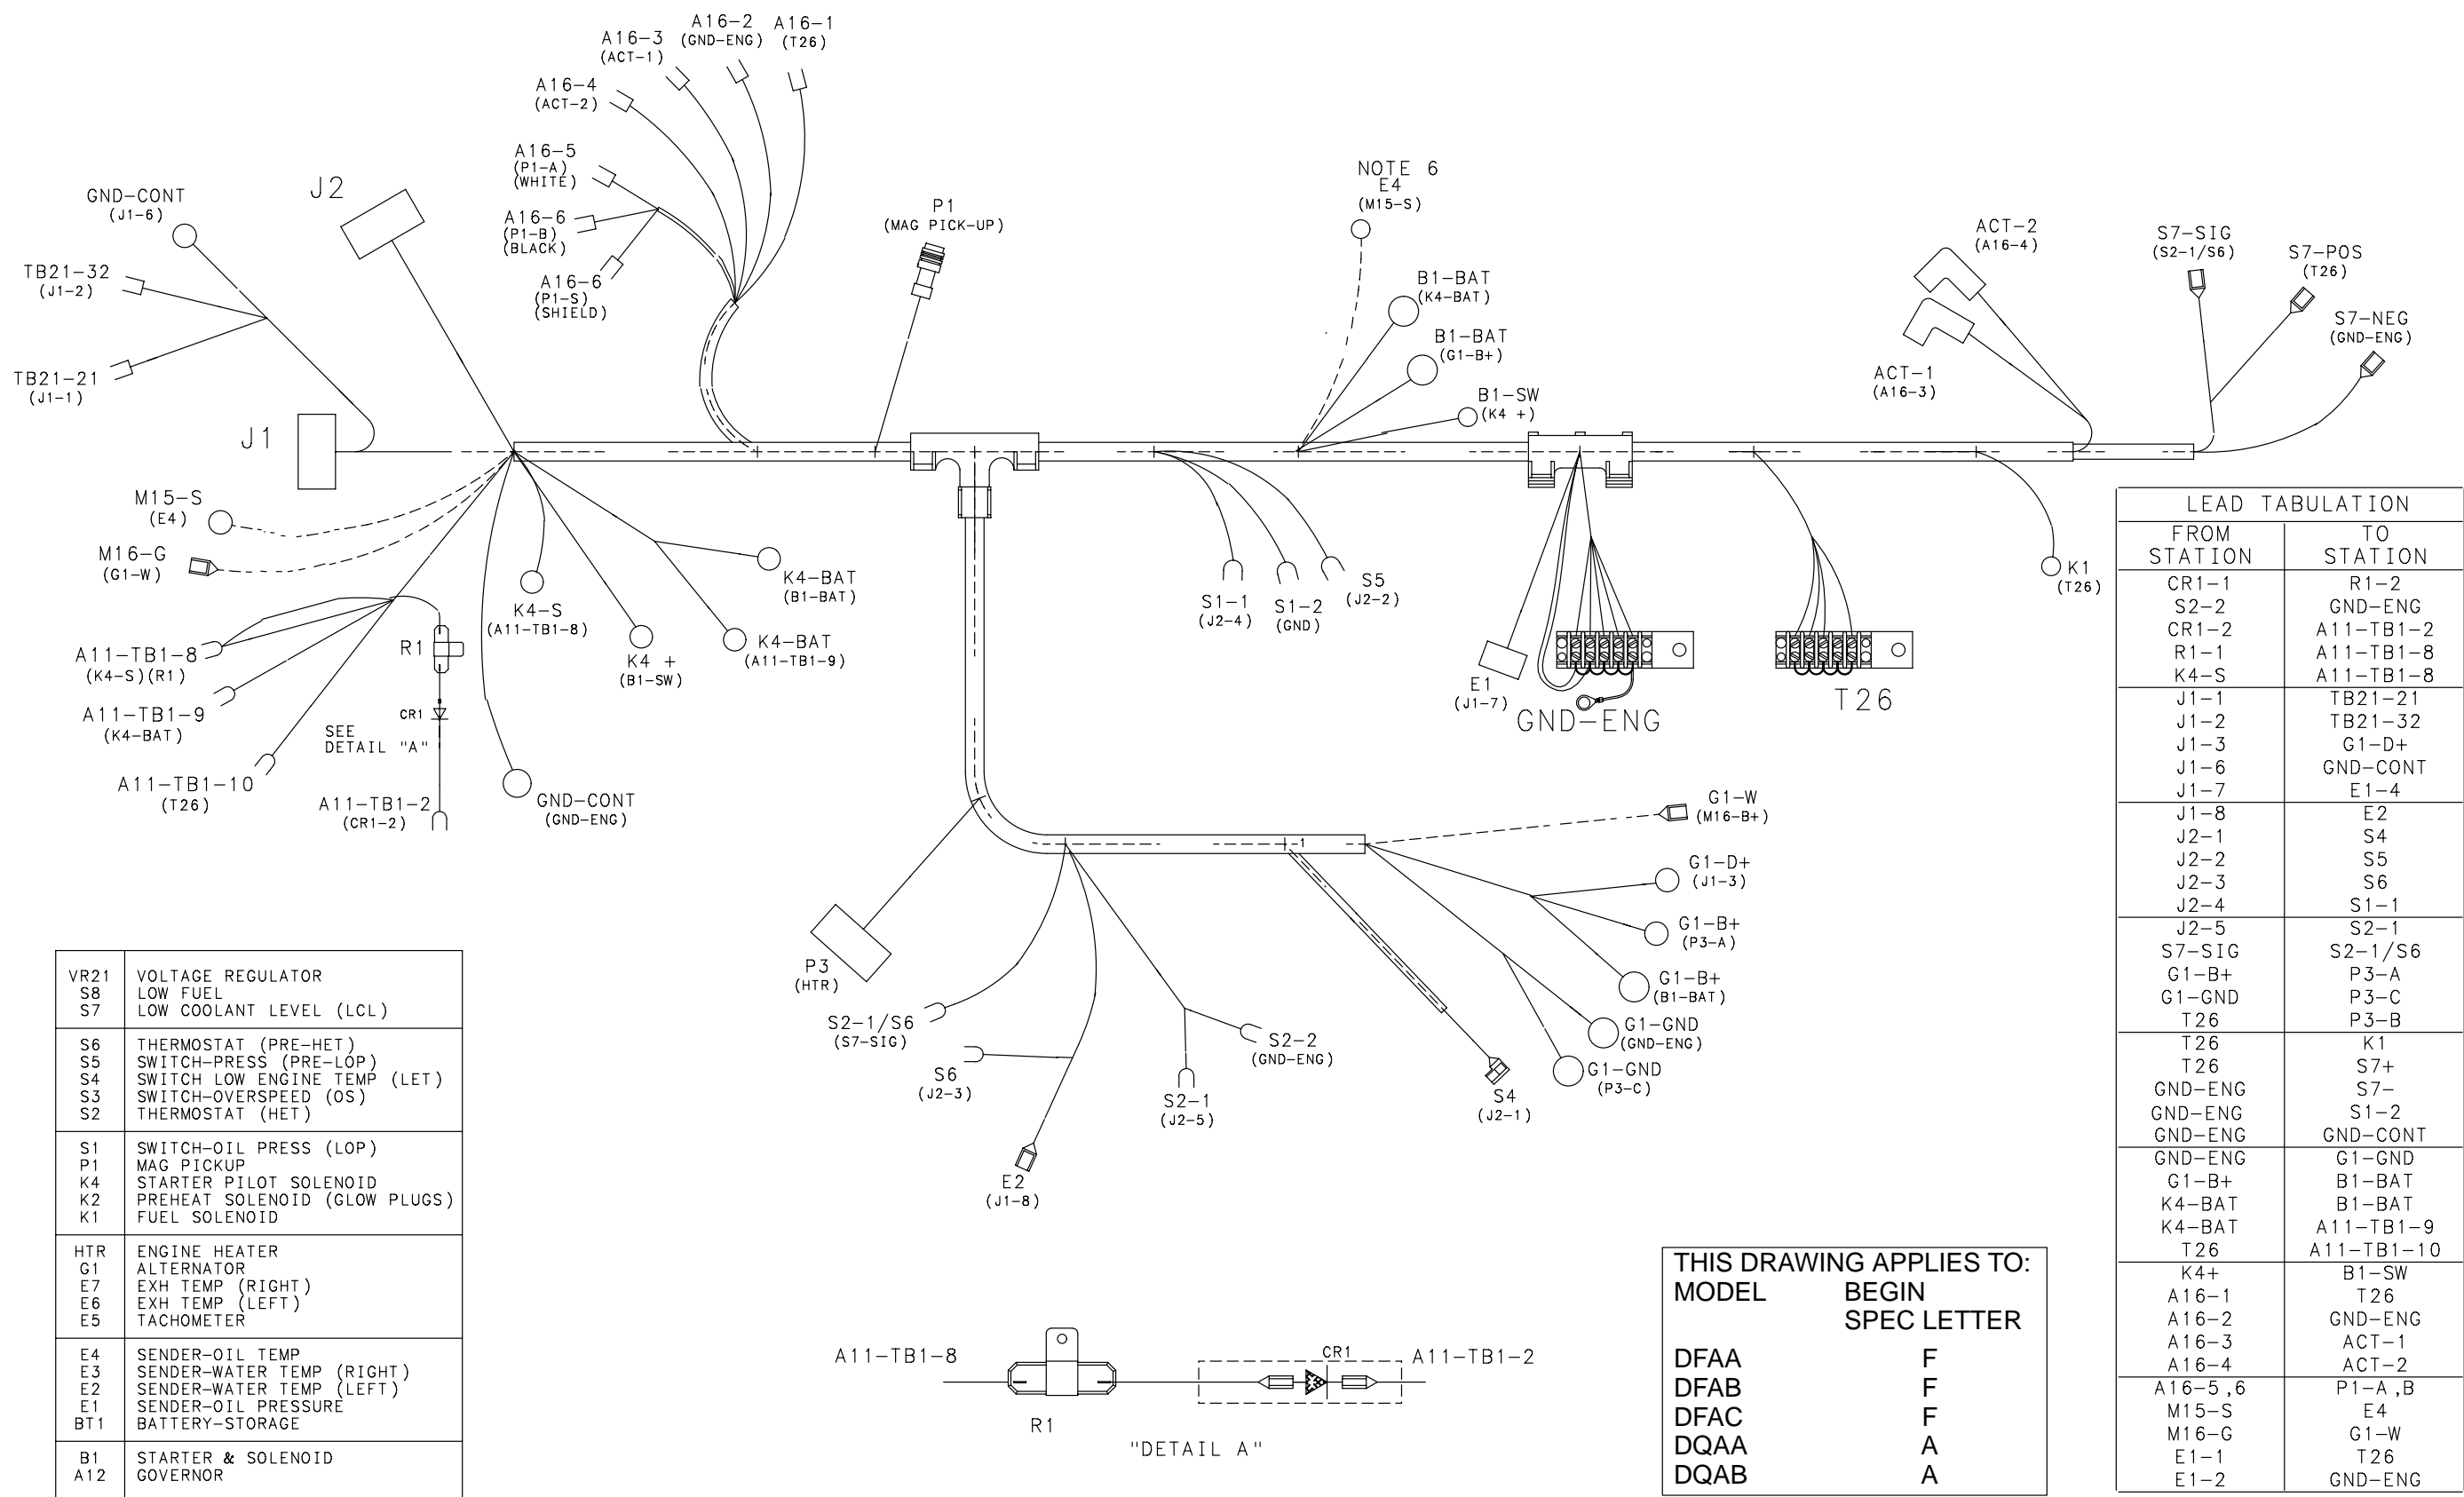 A16-2 A16-1
A16-3 (GND-ENG) (T26)
(ACT-1)
A16-4
(ACT-2)
A16-5
(P1-A)
(WHITE)
A16-6
(P1-B)
(BLACK)
A16-6
(P1-S)
(SHIELD)
GND-CONT
(J1-6)
J2
TB21-32
(J1-2)
TB21-21
(J1-1)
J1
P1
(MAG PICK-UP)
NOTE 6
E4
(M15-S)
B1-BAT
(K4-BAT)
B1-BAT
(G1-B+)
B1-SW
(K4 +)
ACT-2
(A16-4)
ACT-1
(A16-3)
S7-SIG
(S2-1/S6)
S7-POS
(T26)
S7-NEG
(GND-ENG)
M15-S
(E4)
M16-G
(G1-W)
A11-TB1-8
(K4-S)(R1)
A11-TB1-9
(K4-BAT)
A11-TB1-10
(T26)
R1
CR1
SEE
DETAIL "A"
A11-TB1-2
(CR1-2)
K4-S
(A11-TB1-8)
K4 +
(B1-SW)
K4-BAT
(B1-BAT)
K4-BAT
(A11-TB1-9)
GND-CONT
(GND-ENG)
S1-1
(J2-4)
S1-2
(GND)
S5
(J2-2)
E1
(J1-7)
GND-ENG
T26
K1
(T26)
P3
(HTR)
S2-1/S6
(S7-SIG)
S6
(J2-3)
E2
(J1-8)
S2-1
(J2-5)
S2-2
(GND-ENG)
1
S4
(J2-1)
G1-W
(M16-B+)
G1-D+
(J1-3)
G1-B+
(P3-A)
G1-B+
(B1-BAT)
G1-GND
(GND-ENG)
G1-GND
(P3-C)
LEAD TABULATION
FROM TO
STATION STATION
CR1-1 R1-2
S2-2 GND-ENG
CR1-2 A11-TB1-2
R1-1 A11-TB1-8
K4-S A11-TB1-8
J1-1 TB21-21
J1-2 TB21-32
J1-3 G1-D+
J1-6 GND-CONT
J1-7 E1-4
J1-8 E2
J2-1 S4
J2-2 S5
J2-3 S6
J2-4 S1-1
J2-5 S2-1
S7-SIG S2-1/S6
G1-B+ P3-A
G1-GND P3-C
T26 P3-B
T26 K1
T26 S7+
GND-ENG S7-
GND-ENG S1-2
GND-ENG GND-CONT
GND-ENG G1-GND
G1-B+ B1-BAT
K4-BAT B1-BAT
K4-BAT A11-TB1-9
T26 A11-TB1-10
K4+ B1-SW
A16-1 T26
A16-2 GND-ENG
A16-3 ACT-1
A16-4 ACT-2
A16-5,6 P1-A,B
M15-S E4
M16-G G1-W
E1-1 T26
E1-2 GND-ENG
VR21 VOLTAGE REGULATOR
S8 LOW FUEL
S7 LOW COOLANT LEVEL (LCL)
S6 THERMOSTAT (PRE-HET)
S5 SWITCH-PRESS (PRE-LOP)
S4 SWITCH LOW ENGINE TEMP (LET)
S3 SWITCH-OVERSPEED (OS)
S2 THERMOSTAT (HET)
S1 SWITCH-OIL PRESS (LOP)
P1 MAG PICKUP
K4 STARTER PILOT SOLENOID
K2 PREHEAT SOLENOID (GLOW PLUGS)
K1 FUEL SOLENOID
HTR ENGINE HEATER
G1 ALTERNATOR
E7 EXH TEMP (RIGHT)
E6 EXH TEMP (LEFT)
E5 TACHOMETER
E4 SENDER-OIL TEMP
E3 SENDER-WATER TEMP (RIGHT)
E2 SENDER-WATER TEMP (LEFT)
E1 SENDER-OIL PRESSURE
BT1 BATTERY-STORAGE
B1 STARTER & SOLENOID
A12 GOVERNOR
A11-TB1-8 CR1 A11-TB1-2
R1
"DETAIL A"
THIS DRAWING APPLIES TO:
MODEL BEGIN
SPEC LETTER
DFAA F
DFAB F
DFAC F
DQAA A
DQAB A